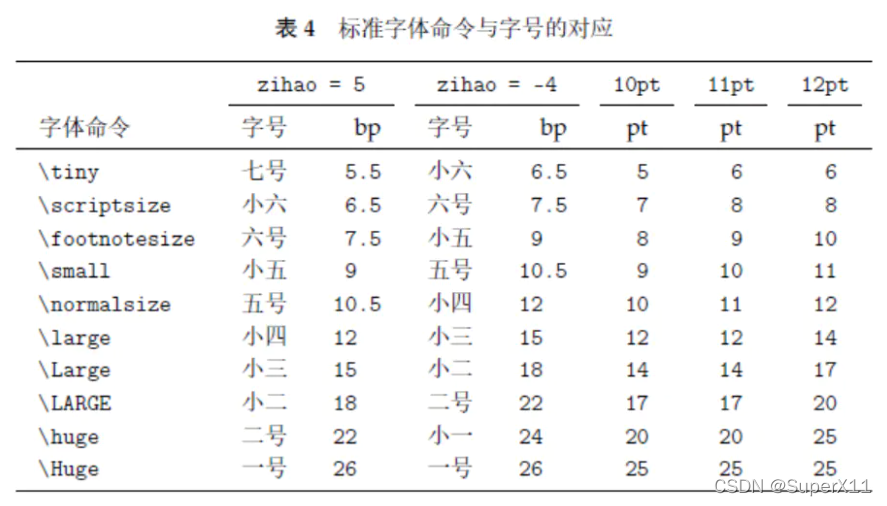 表 4 标准字体命令与字号的对应
zihao = 5 zihao = -4 10pt 11pt 12pt
字体命令 字号 bp 字号 bp pt pt pt
\tiny 七号 5.5 小六 6.5 5 6 6
\scriptsize 小六 6.5 六号 7.5 7 8 8
\footnotesize 六号 7.5 小五 9 8 9 10
\small 小五 9 五号 10.5 9 10 11
\normalsize 五号 10.5 小四 12 10 11 12
\large 小四 12 小三 15 12 12 14
\Large 小三 15 小二 18 14 14 17
\LARGE 小二 18 二号 22 17 17 20
\huge 二号 22 小一 24 20 20 25
\Huge 一号 26 一号 26 25 25 25
CSDN @SuperX11